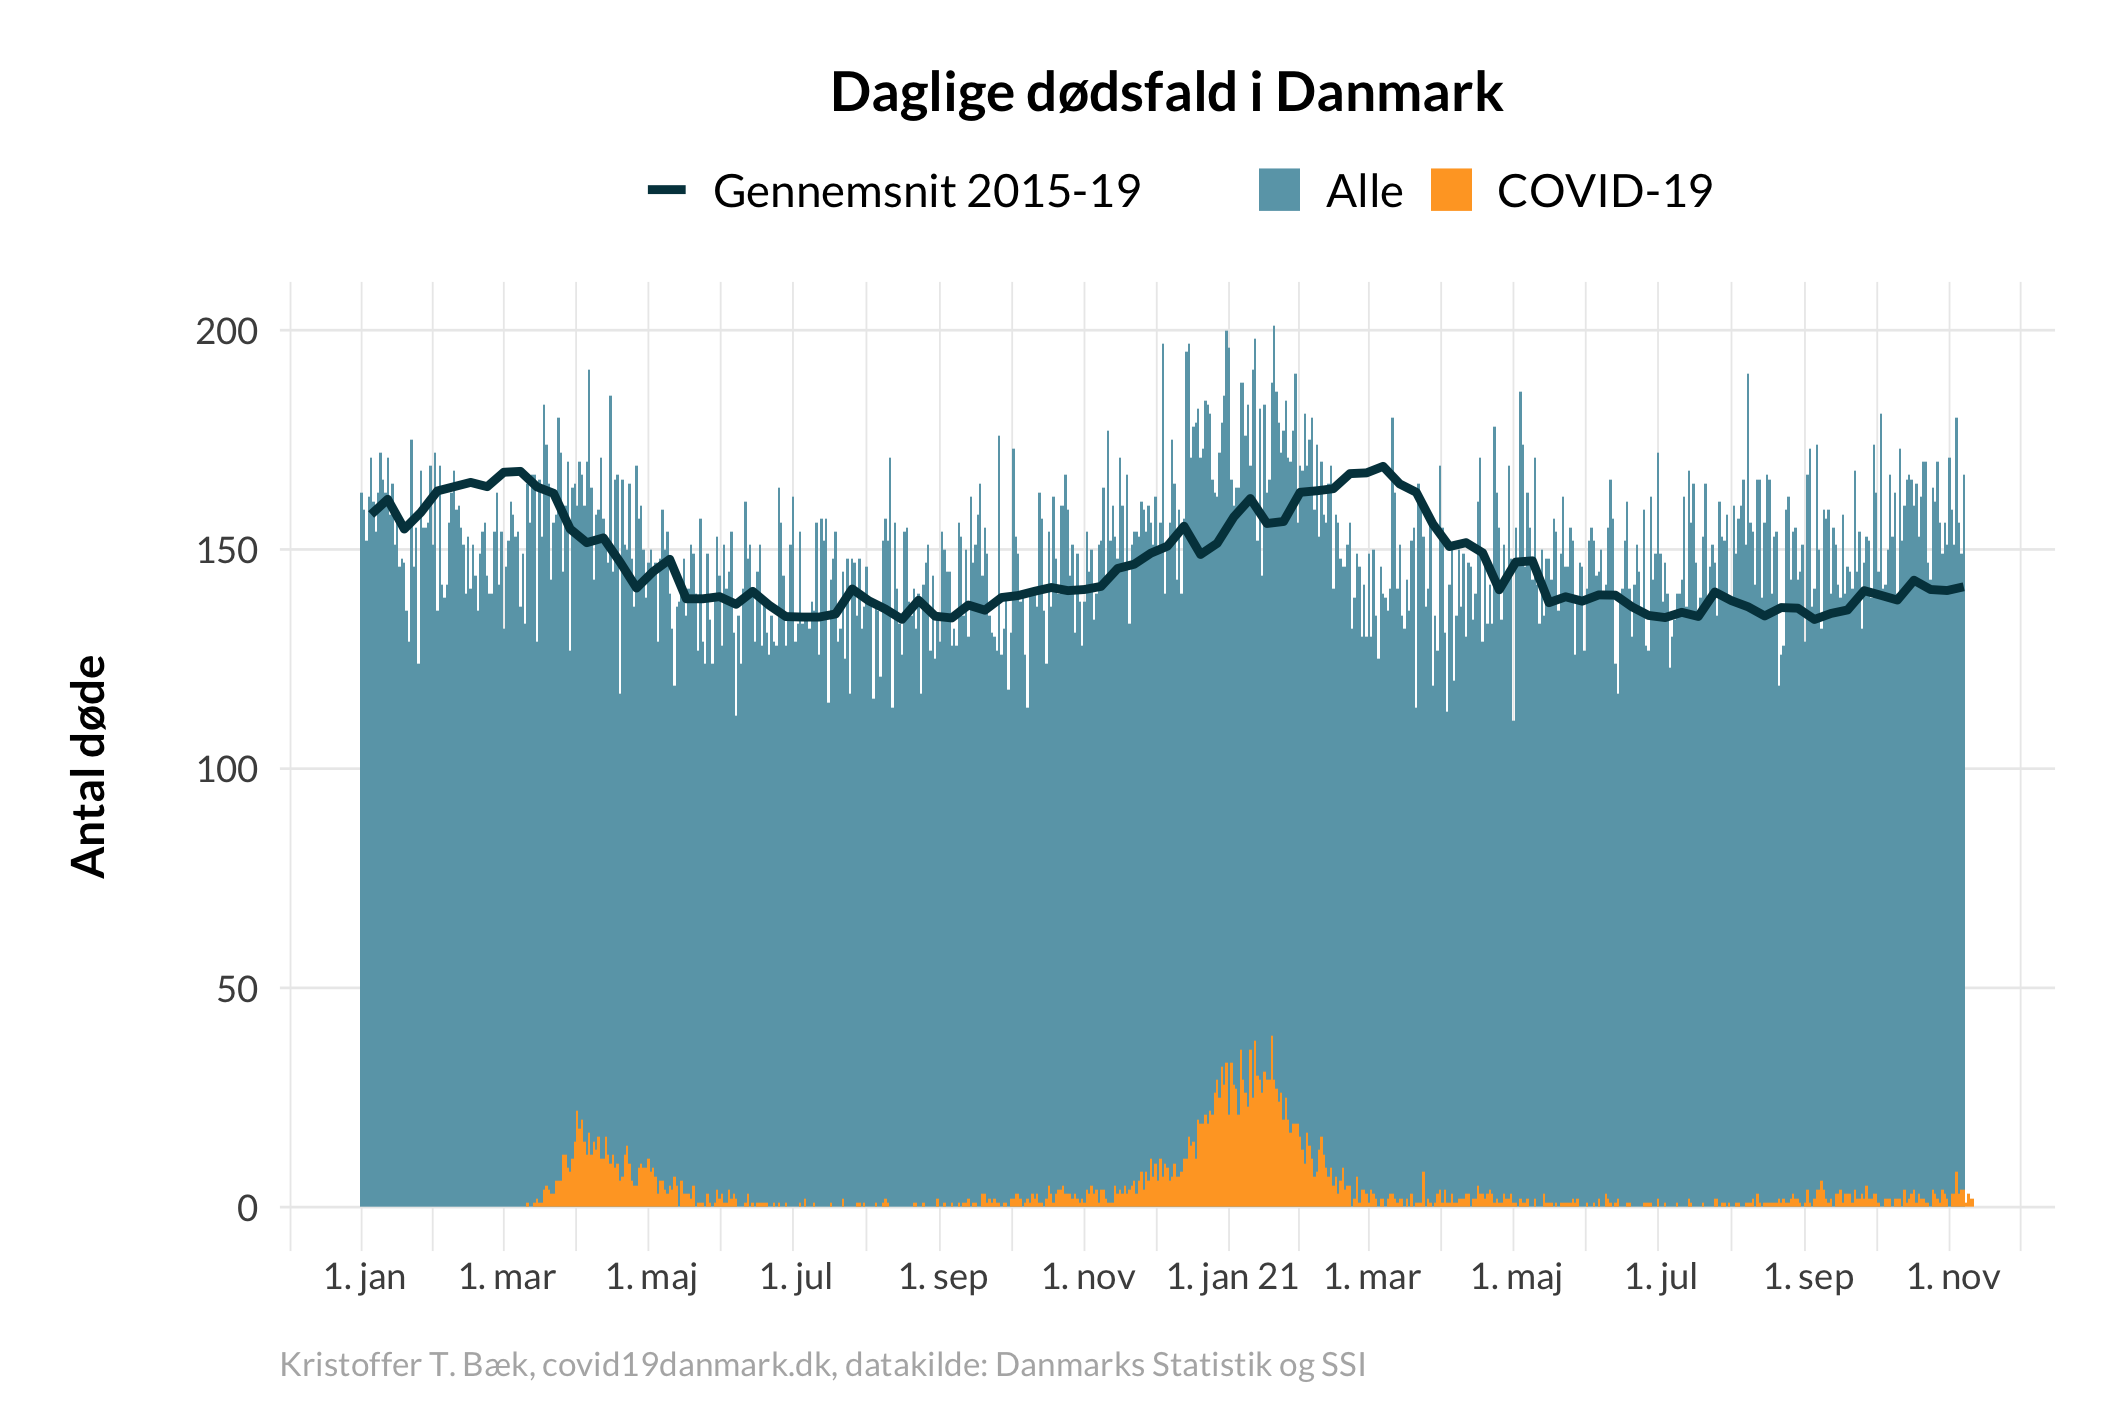 Daglige dødsfald i Danmark
Gennemsnit 2015-19 Alle COVID-19
Antal døde
200
150
100
50
0
1. jan 1. mar 1. maj 1. jul 1. sep 1. nov 1. jan 21 1. mar 1. maj 1. jul 1. sep 1. nov
Kristoffer T. Bæk, covid19danmark.dk, datakilde: Danmarks Statistik og SSI